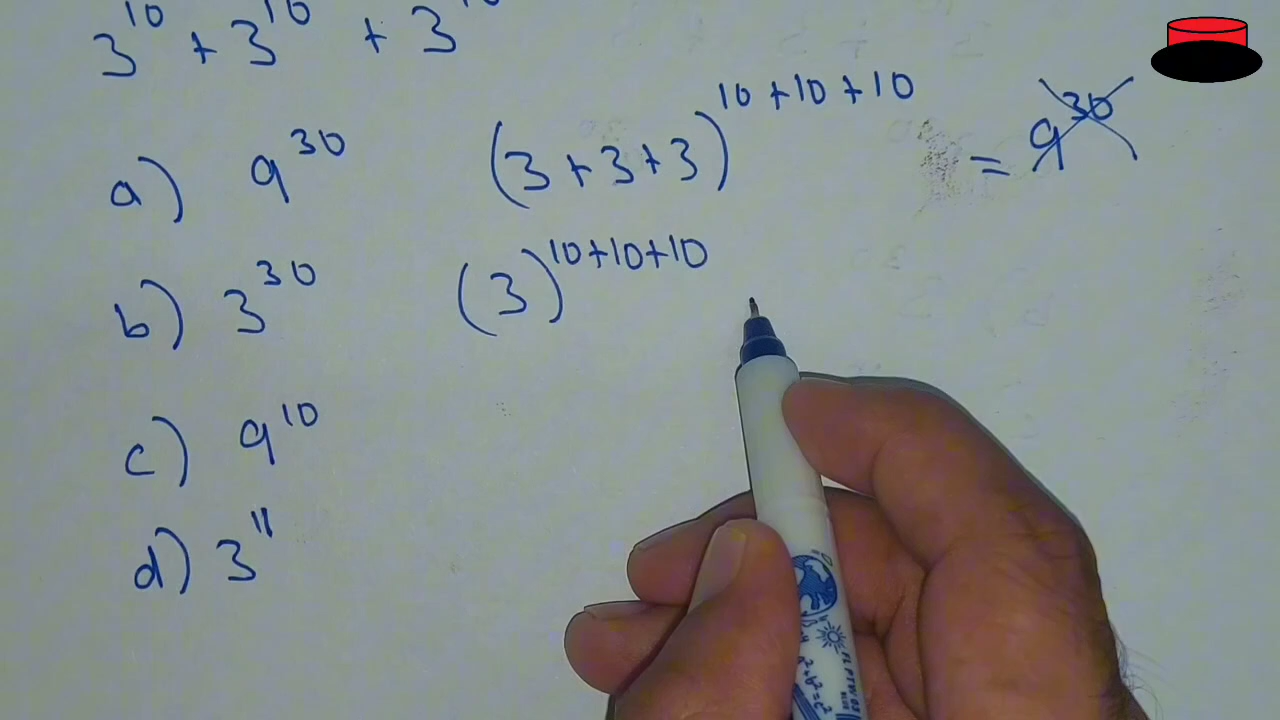 3^10 + 3^10 + 3^10
a) 9^30 (3+3+3)^10+10+10 = 9^30
b) 3^30 (3)^10+10+10
c) 9^10
d) 3^11